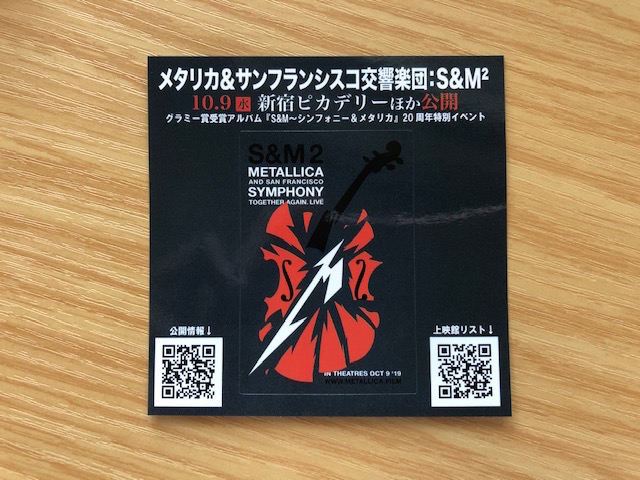 メタリカ&サンフランシスコ交響楽団:S&M²
10.9 水 新宿ピカデリーほか公開
グラミー賞受賞アルバム『S&M〜シンフォニー&メタリカ』20周年特別イベント
S&M 2
METALLICA
AND SAN FRANCISCO
SYMPHONY
TOGETHER AGAIN. LIVE
公開情報↓
上映館リスト↓
IN THEATRES OCT 9 '19
WWW.METALLICA.FILM